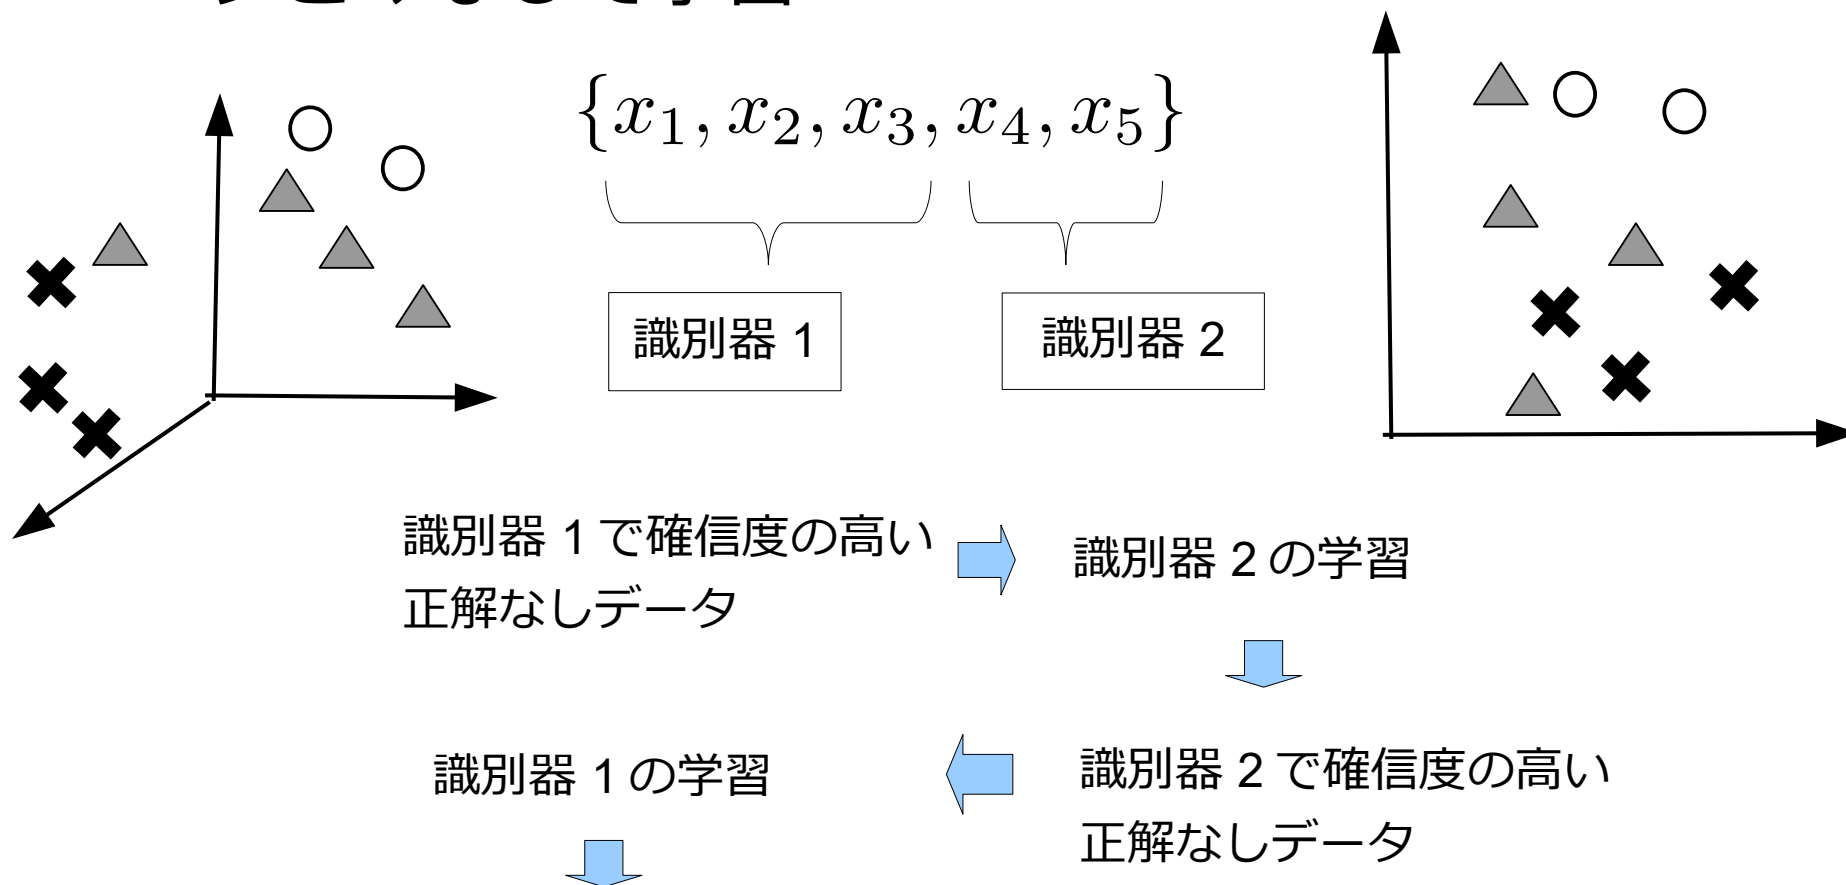 {x₁, x₂, x₃, x₄, x₅}
識別器 1
識別器 2
識別器 1 で確信度の高い
正解なしデータ
識別器 2 の学習
識別器 1 の学習
識別器 2 で確信度の高い
正解なしデータ